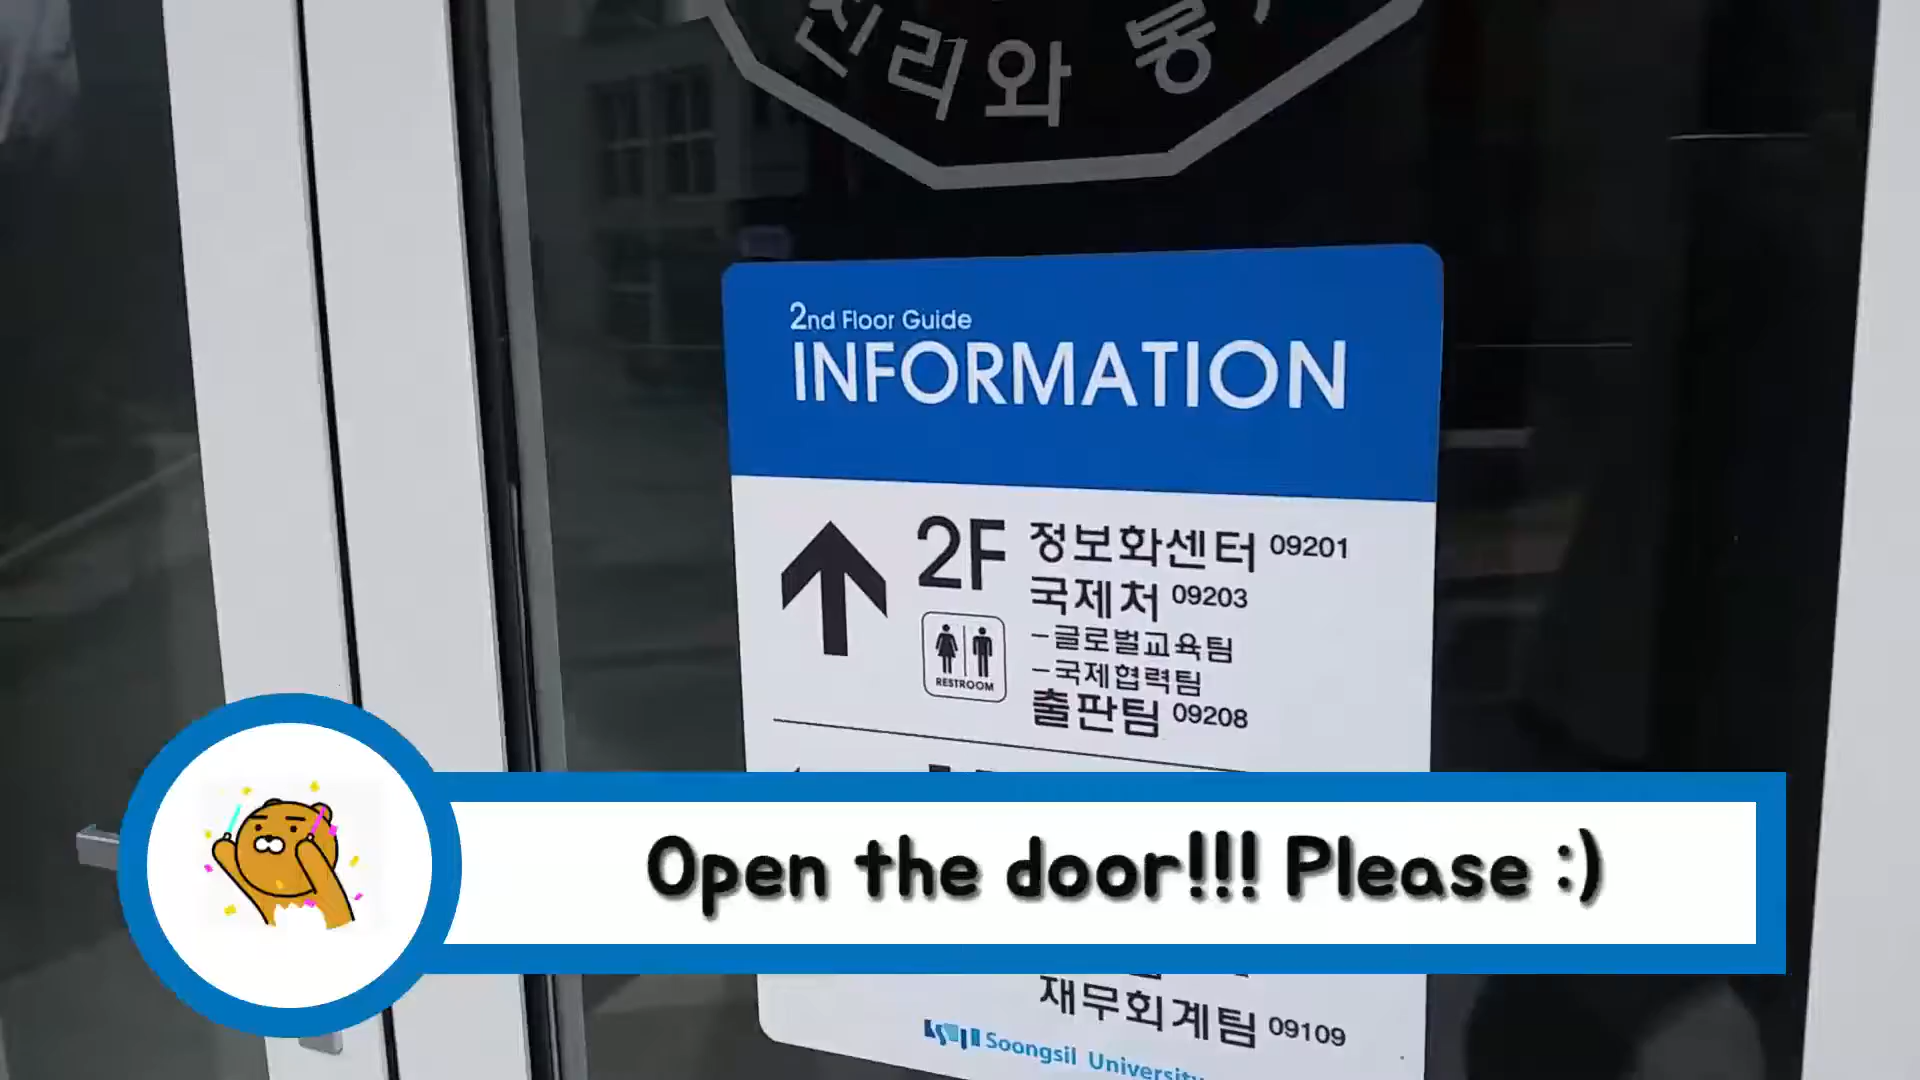 진리와 봉
2nd Floor Guide
INFORMATION
2F 정보화센터 09201
국제처 09203
-글로벌교육팀
-국제협력팀
출판팀 09208
RESTROOM
Open the door!!! Please :)
재무회계팀 09109
Soongsil University